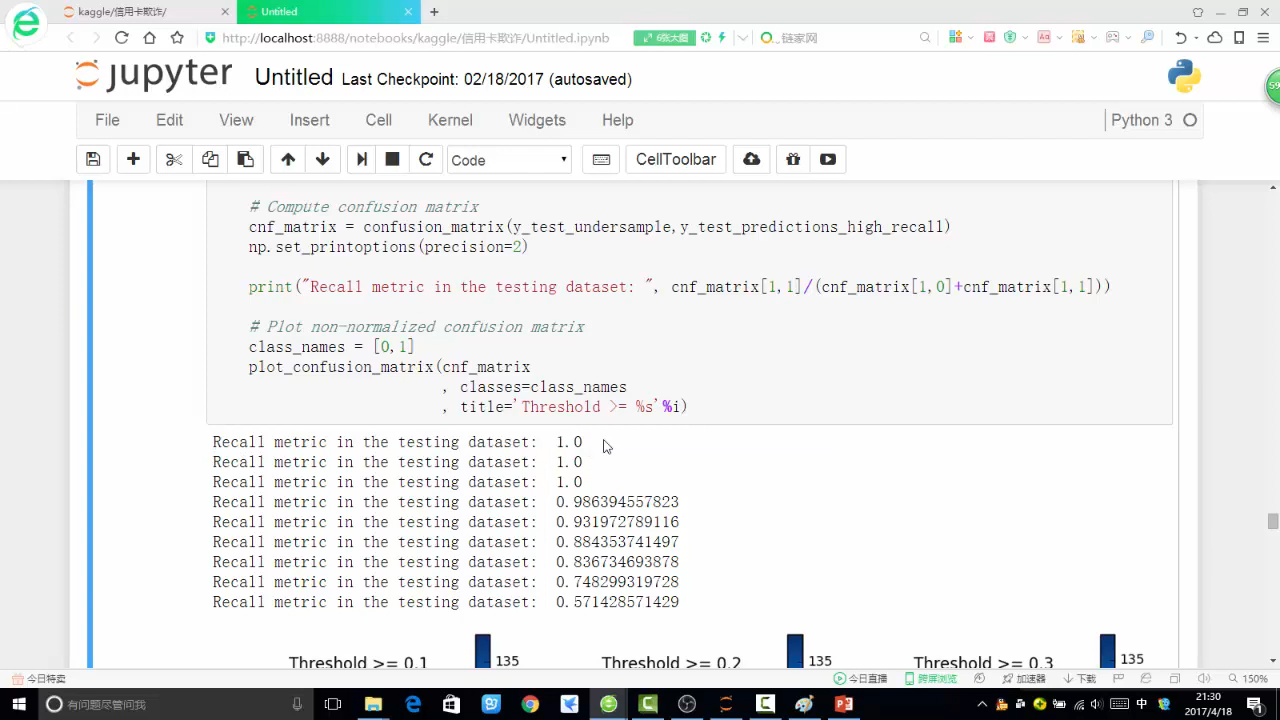 kaggle/信用卡欺诈/
Untitled
http://localhost:8888/notebooks/kaggle/信用卡欺诈/Untitled.ipynb
6张大图
链家网
jupyter Untitled Last Checkpoint: 02/18/2017 (autosaved)
59
File Edit View Insert Cell Kernel Widgets Help Python 3
Code CellToolbar
# Compute confusion matrix
cnf_matrix = confusion_matrix(y_test_undersample,y_test_predictions_high_recall)
np.set_printoptions(precision=2)
print("Recall metric in the testing dataset: ", cnf_matrix[1,1]/(cnf_matrix[1,0]+cnf_matrix[1,1]))
# Plot non-normalized confusion matrix
class_names = [0,1]
plot_confusion_matrix(cnf_matrix
, classes=class_names
, title='Threshold >= %s'%i)
Recall metric in the testing dataset: 1.0
Recall metric in the testing dataset: 1.0
Recall metric in the testing dataset: 1.0
Recall metric in the testing dataset: 0.986394557823
Recall metric in the testing dataset: 0.931972789116
Recall metric in the testing dataset: 0.884353741497
Recall metric in the testing dataset: 0.836734693878
Recall metric in the testing dataset: 0.748299319728
Recall metric in the testing dataset: 0.571428571429
Threshold >= 0.1 135 Threshold >= 0.2 135 Threshold >= 0.3 135
今日特卖 今日直播 跨屏浏览 加速器 下载 150%
有问题尽管问我
中
21:30
2017/4/18